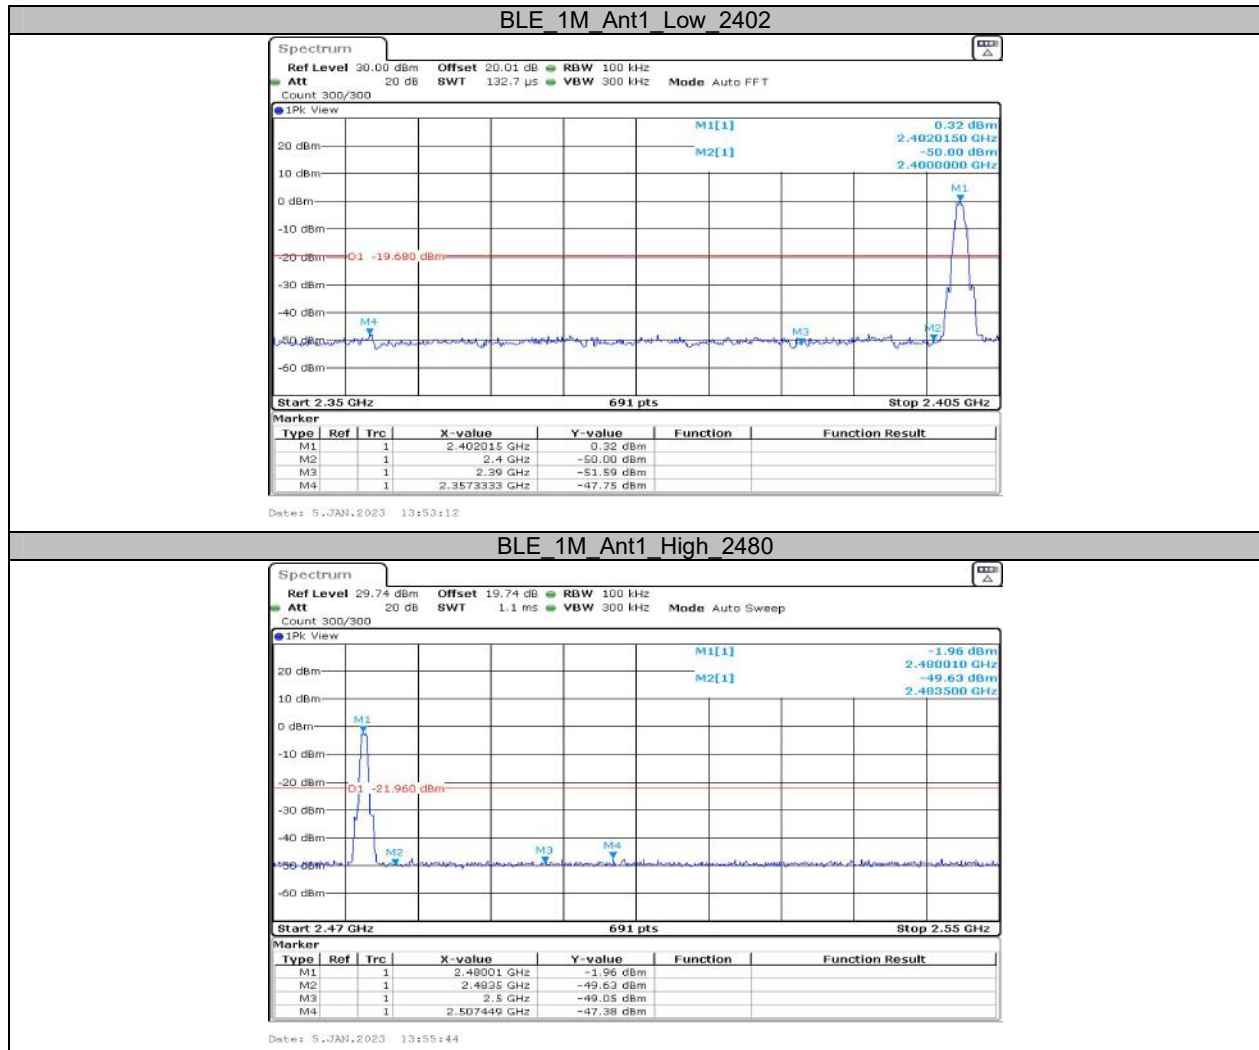 BLE_1M_Ant1_Low_2402
Spectrum
Ref Level 30.00 dBm Offset 20.01 dB RBW 100 kHz
Att 20 dB SWT 132.7 µs VBW 300 kHz Mode Auto FFT
Count 300/300
1Pk View
M1[1] 0.32 dBm
2.4020150 GHz
M2[1] -50.00 dBm
2.4000000 GHz
20 dBm
10 dBm
M1
0 dBm
-10 dBm
-20 dBm D1 -19.680 dBm
-30 dBm
-40 dBm
M4 M3 M2
-50 dBm
-60 dBm
Start 2.35 GHz 691 pts Stop 2.405 GHz
Marker
Type Ref Trc X-value Y-value Function Function Result
M1 1 2.402015 GHz 0.32 dBm
M2 1 2.4 GHz -50.00 dBm
M3 1 2.39 GHz -51.59 dBm
M4 1 2.3573333 GHz -47.75 dBm
Date: 5.JAN.2023 13:53:12
BLE_1M_Ant1_High_2480
Spectrum
Ref Level 29.74 dBm Offset 19.74 dB RBW 100 kHz
Att 20 dB SWT 1.1 ms VBW 300 kHz Mode Auto Sweep
Count 300/300
1Pk View
M1[1] -1.96 dBm
2.480010 GHz
M2[1] -49.63 dBm
2.483500 GHz
20 dBm
10 dBm
M1
0 dBm
-10 dBm
-20 dBm
D1 -21.960 dBm
-30 dBm
-40 dBm
M2 M3 M4
-50 dBm
-60 dBm
Start 2.47 GHz 691 pts Stop 2.55 GHz
Marker
Type Ref Trc X-value Y-value Function Function Result
M1 1 2.48001 GHz -1.96 dBm
M2 1 2.4835 GHz -49.63 dBm
M3 1 2.5 GHz -49.05 dBm
M4 1 2.507449 GHz -47.38 dBm
Date: 5.JAN.2023 13:55:44